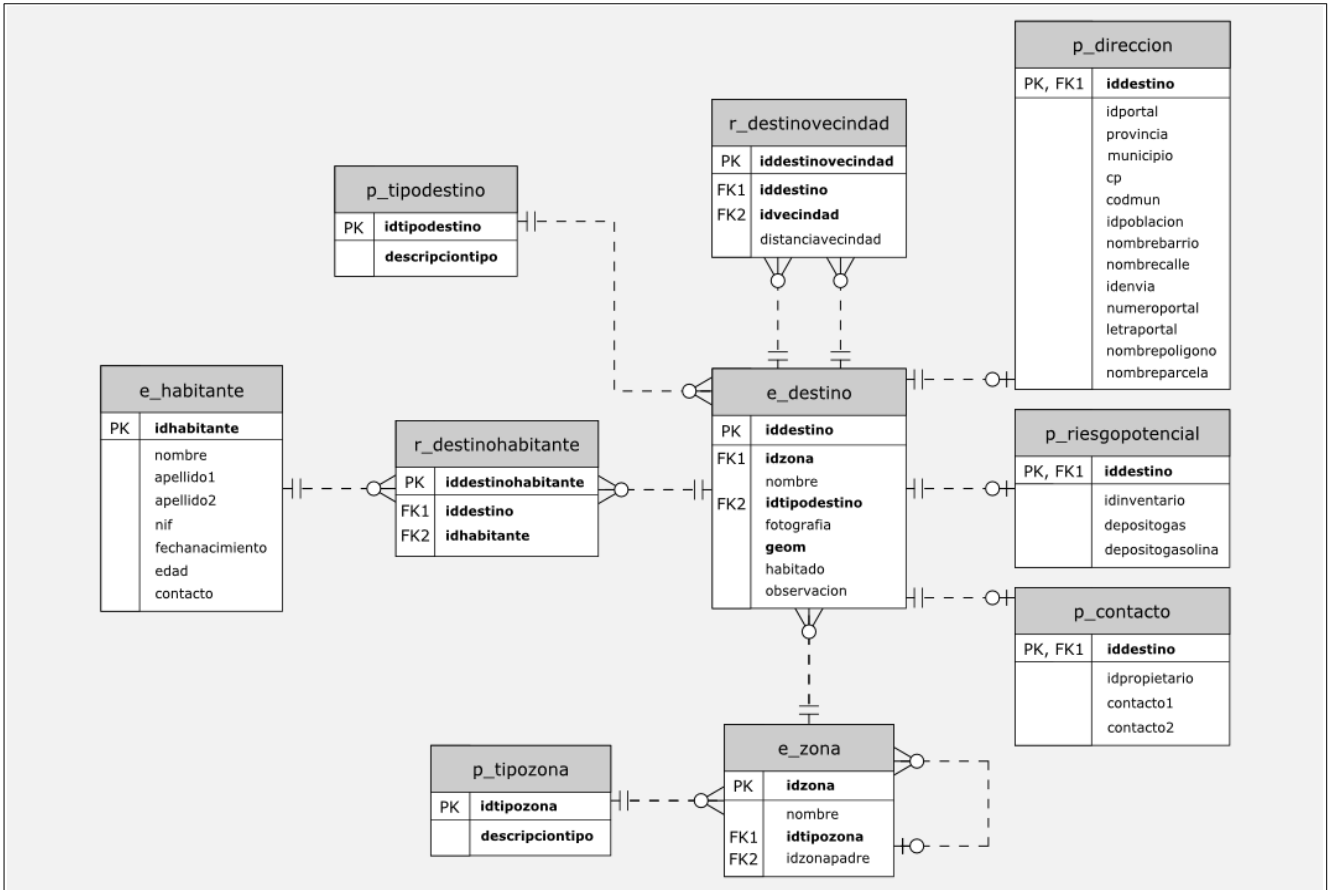 p_direccion
PK, FK1 iddestino
idportal
provincia
municipio
cp
codmun
idpoblacion
nombrebarrio
nombrecalle
idenvia
numeroportal
letraportal
nombrepoligono
nombreparcela
r_destinovecindad
PK iddestinovecindad
FK1 iddestino
FK2 idvecindad
distanciavecindad
p_tipodestino
PK idtipodestino
descripciontipo
e_habitante
PK idhabitante
nombre
apellido1
apellido2
nif
fechanacimiento
edad
contacto
r_destinohabitante
PK iddestinohabitante
FK1 iddestino
FK2 idhabitante
e_destino
PK iddestino
FK1 idzona
nombre
FK2 idtipodestino
fotografia
geom
habitado
observacion
p_riesgopotencial
PK, FK1 iddestino
idinventario
depositogas
depositogasolina
p_contacto
PK, FK1 iddestino
idpropietario
contacto1
contacto2
p_tipozona
PK idtipozona
descripciontipo
e_zona
PK idzona
nombre
FK1 idtipozona
FK2 idzonapadre